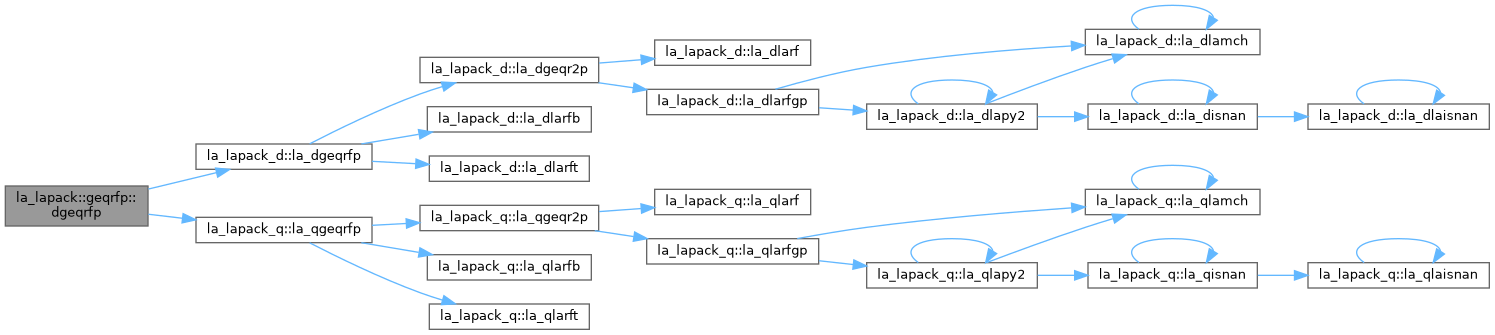 la_lapack::geqrfp::
dgeqrfp
la_lapack_d::la_dgeqrfp
la_lapack_d::la_dgeqr2p
la_lapack_d::la_dlarf
la_lapack_d::la_dlarfgp
la_lapack_d::la_dlamch
la_lapack_d::la_dlapy2
la_lapack_d::la_disnan
la_lapack_d::la_dlaisnan
la_lapack_d::la_dlarfb
la_lapack_d::la_dlarft
la_lapack_q::la_qgeqrfp
la_lapack_q::la_qgeqr2p
la_lapack_q::la_qlarf
la_lapack_q::la_qlarfgp
la_lapack_q::la_qlamch
la_lapack_q::la_qlapy2
la_lapack_q::la_qisnan
la_lapack_q::la_qlaisnan
la_lapack_q::la_qlarfb
la_lapack_q::la_qlarft